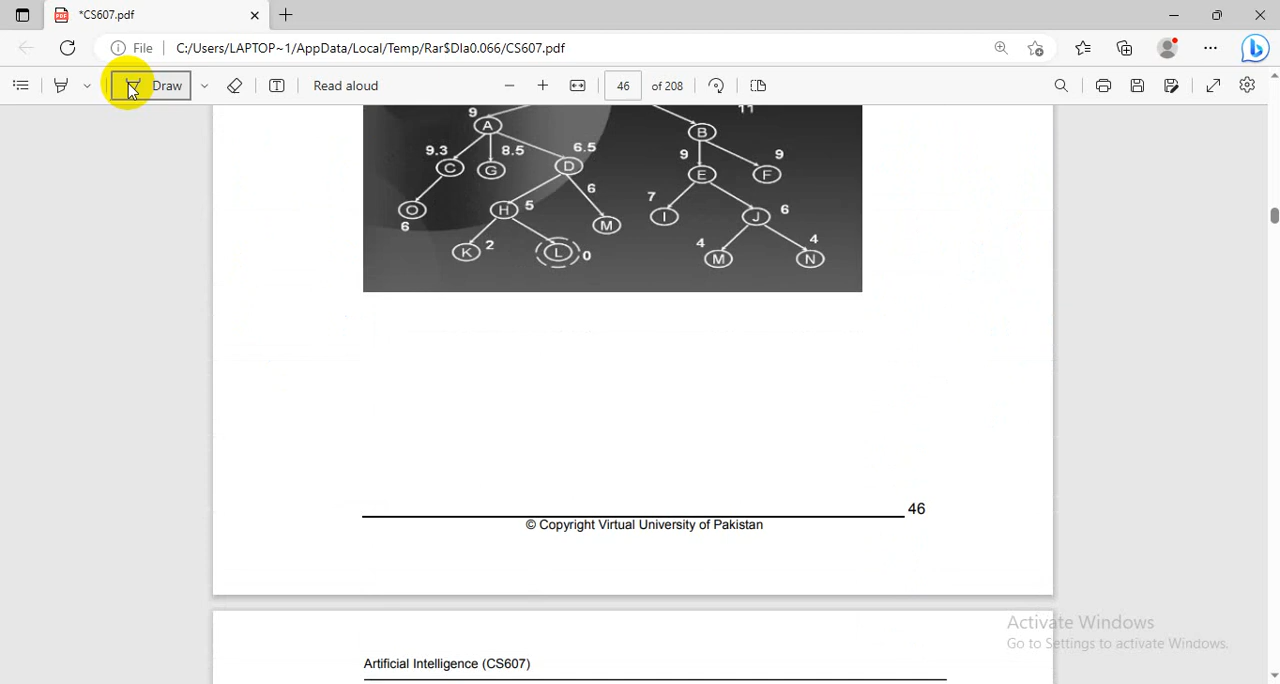 *CS607.pdf
File
C:/Users/LAPTOP~1/AppData/Local/Temp/Rar$DIa0.066/CS607.pdf
Draw
Read aloud
46 of 208
9 11
A B
9.3 8.5 6.5 9 9
C G D E F
6 7
O H 5 M I J 6
6
K 2 L 0 4 M 4 N
46
© Copyright Virtual University of Pakistan
Activate Windows
Go to Settings to activate Windows.
Artificial Intelligence (CS607)